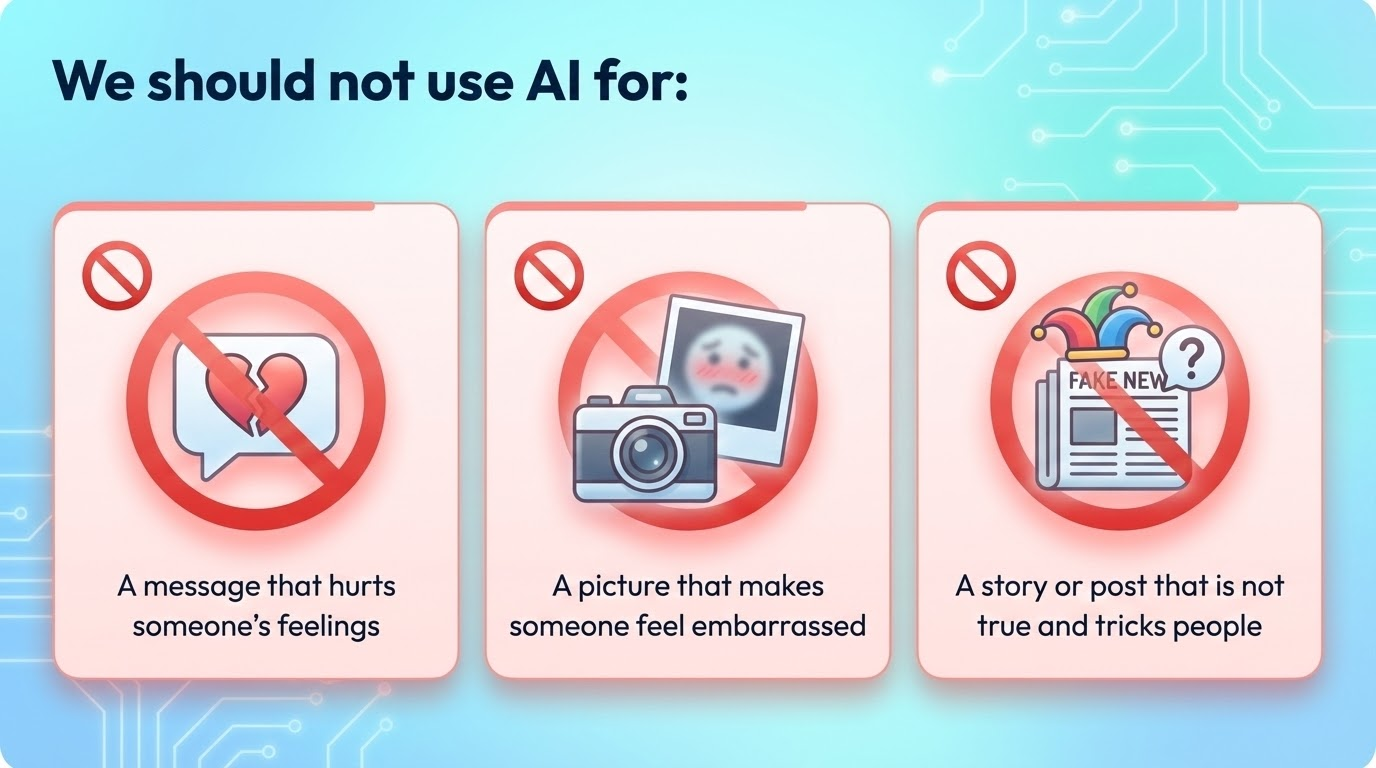 We should not use AI for:
FAKE NEW
?
A message that hurts
someone's feelings
A picture that makes
someone feel embarrassed
A story or post that is not
true and tricks people